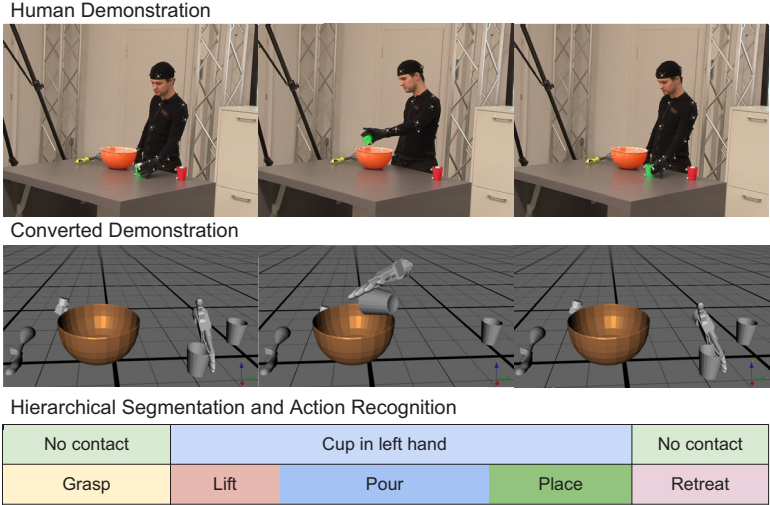 Human Demonstration
Converted Demonstration
Hierarchical Segmentation and Action Recognition
No contact Cup in left hand No contact
Grasp Lift Pour Place Retreat